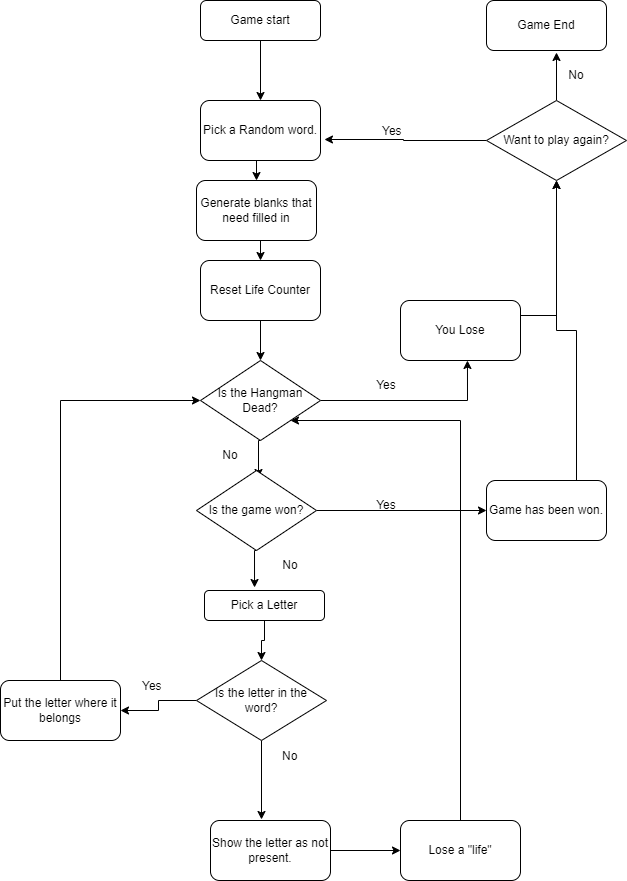 Game start
Game End
No
Pick a Random word.
Yes
Want to play again?
Generate blanks that
need filled in
Reset Life Counter
You Lose
Is the Hangman
Dead?
Yes
No
Is the game won?
Yes
Game has been won.
No
Pick a Letter
Is the letter in the
word?
Yes
Put the letter where it
belongs
No
Show the letter as not
present.
Lose a "life"